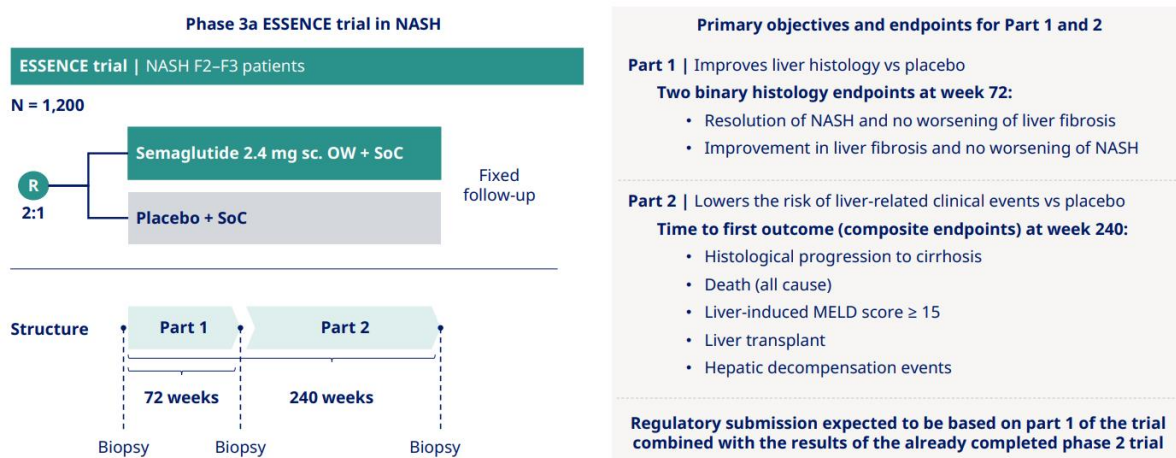 Phase 3a ESSENCE trial in NASH
ESSENCE trial | NASH F2–F3 patients
N = 1,200
R
2:1
Semaglutide 2.4 mg sc. OW + SoC
Placebo + SoC
Fixed
follow-up
Structure
Part 1
Part 2
72 weeks
240 weeks
Biopsy
Biopsy
Biopsy
Primary objectives and endpoints for Part 1 and 2
Part 1 | Improves liver histology vs placebo
Two binary histology endpoints at week 72:
• Resolution of NASH and no worsening of liver fibrosis
• Improvement in liver fibrosis and no worsening of NASH
Part 2 | Lowers the risk of liver-related clinical events vs placebo
Time to first outcome (composite endpoints) at week 240:
• Histological progression to cirrhosis
• Death (all cause)
• Liver-induced MELD score ≥ 15
• Liver transplant
• Hepatic decompensation events
Regulatory submission expected to be based on part 1 of the trial
combined with the results of the already completed phase 2 trial